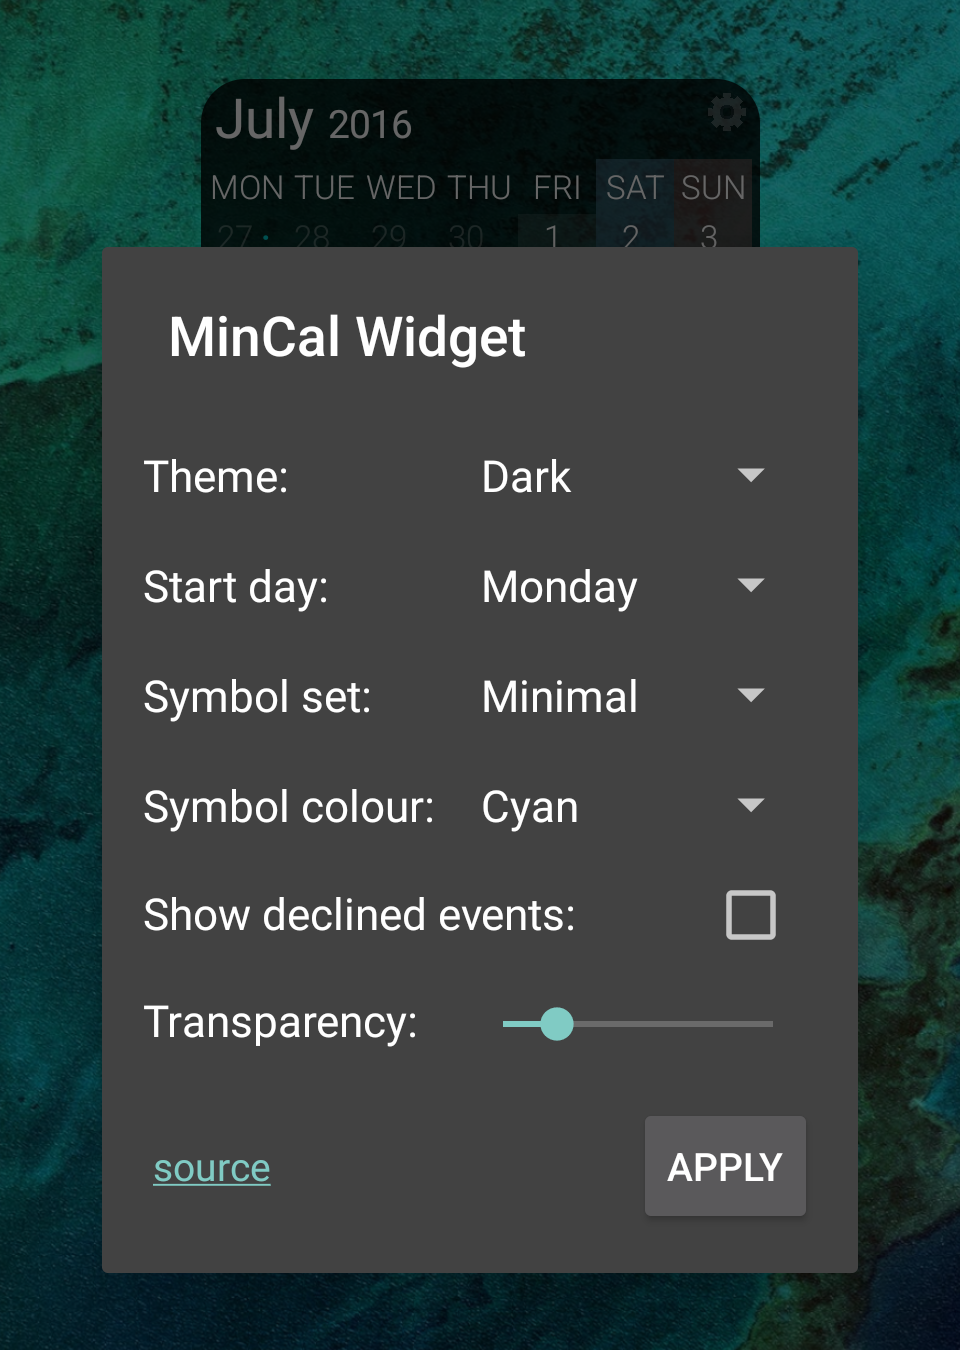 July 2016
MON TUE WED THU FRI SAT SUN
27 28 29 30 1 2 3
MinCal Widget
Theme: Dark
Start day: Monday
Symbol set: Minimal
Symbol colour: Cyan
Show declined events:
Transparency:
source APPLY